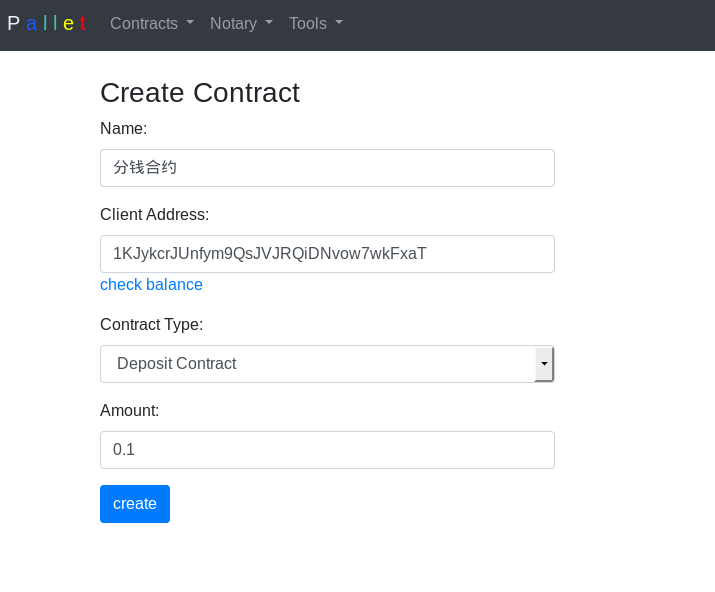 Pallet Contracts Notary Tools
Create Contract
Name:
分钱合约
Client Address:
1KJykcrJUnfym9QsJVJRQiDNvow7wkFxaT
check balance
Contract Type:
Deposit Contract
Amount:
0.1
create